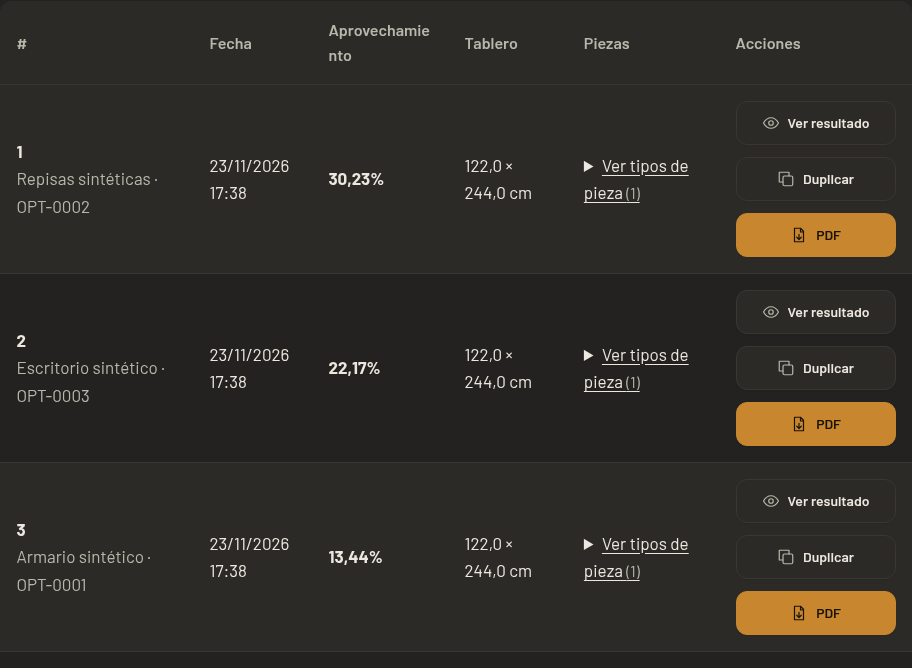 #
Fecha
Aprovechamie
nto
Tablero
Piezas
Acciones
1
Repisas sintéticas ·
OPT-0002
23/11/2026
17:38
30,23%
122,0 ×
244,0 cm
▶ Ver tipos de
pieza (1)
Ver resultado
Duplicar
PDF
2
Escritorio sintético ·
OPT-0003
23/11/2026
17:38
22,17%
122,0 ×
244,0 cm
▶ Ver tipos de
pieza (1)
Ver resultado
Duplicar
PDF
3
Armario sintético ·
OPT-0001
23/11/2026
17:38
13,44%
122,0 ×
244,0 cm
▶ Ver tipos de
pieza (1)
Ver resultado
Duplicar
PDF